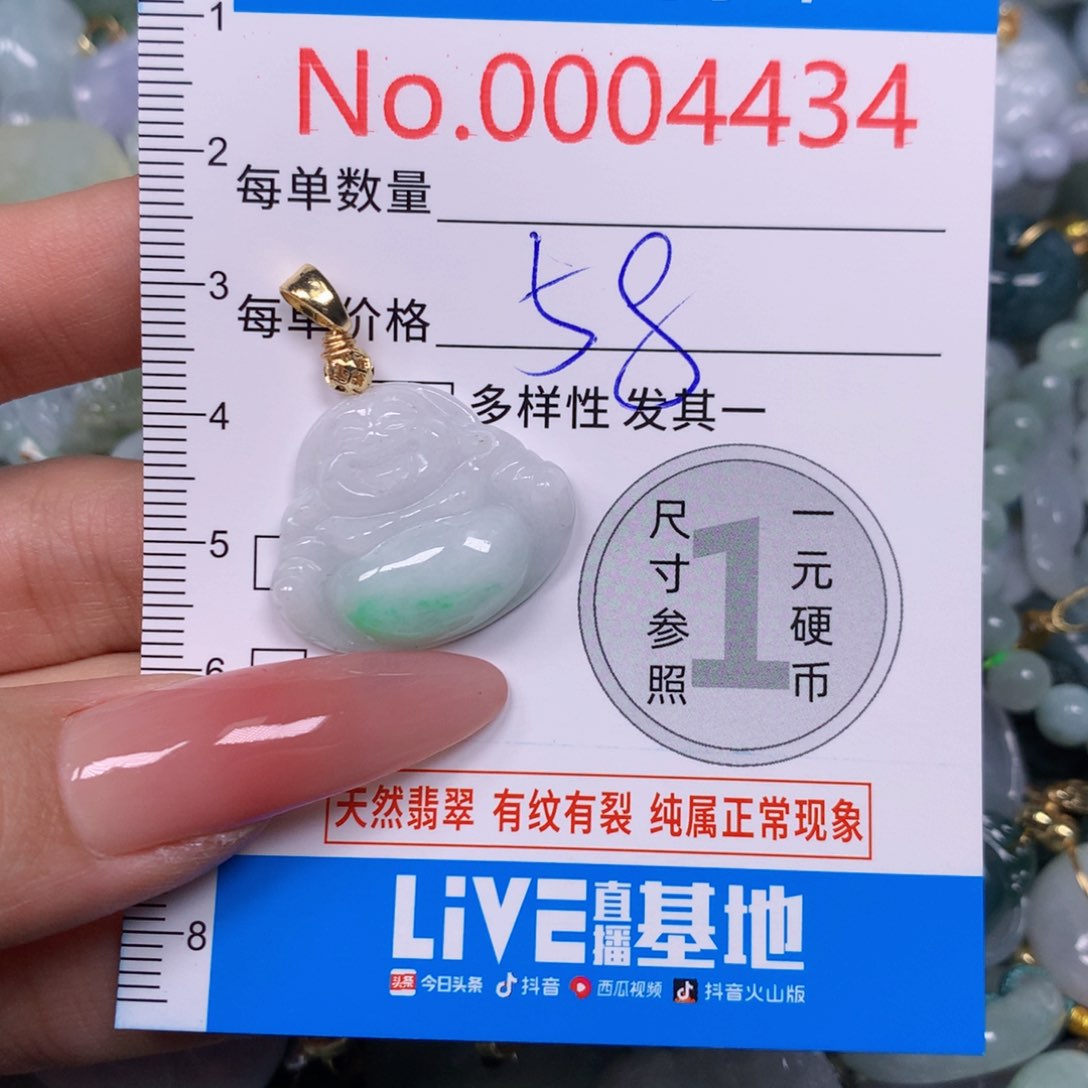 1
No.0004434
2
每单数量
3
每单价格 58
4
多样性 发其一
5
尺寸参照
1
一元硬币
6
天然翡翠 有纹有裂 纯属正常现象
LiVE直播基地
8
头条 今日头条 抖音 西瓜视频 抖音火山版